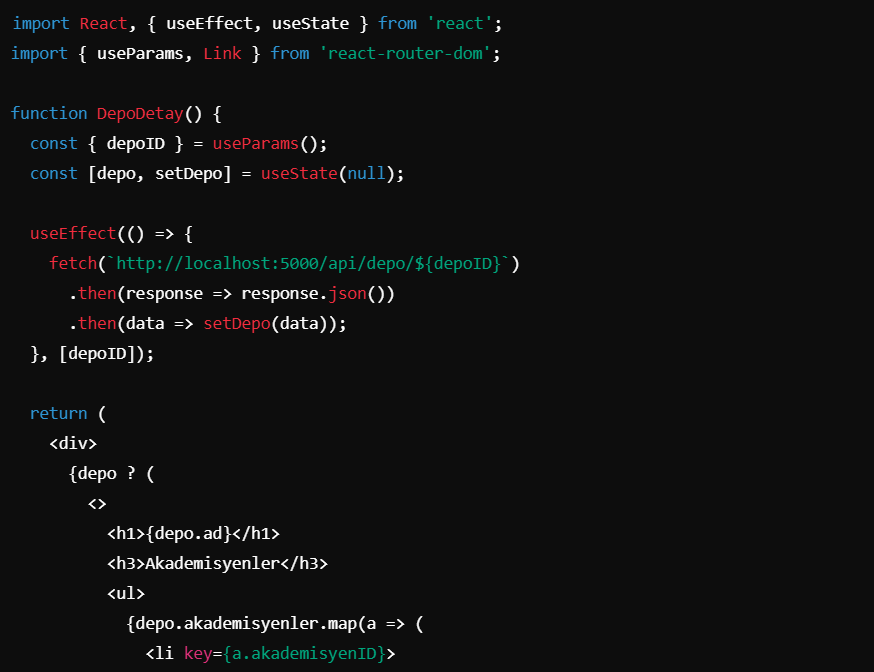 import React, { useEffect, useState } from 'react';
import { useParams, Link } from 'react-router-dom';
function DepoDetay() {
const { depoID } = useParams();
const [depo, setDepo] = useState(null);
useEffect(() => {
fetch(`http://localhost:5000/api/depo/${depoID}`)
.then(response => response.json())
.then(data => setDepo(data));
}, [depoID]);
return (
<div>
{depo ? (
<>
<h1>{depo.ad}</h1>
<h3>Akademisyenler</h3>
<ul>
{depo.akademisyenler.map(a => (
<li key={a.akademisyenID}>